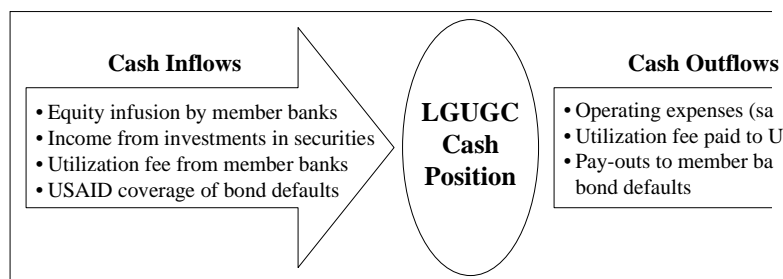 Cash Inflows
• Equity infusion by member banks
• Income from investments in securities
• Utilization fee from member banks
• USAID coverage of bond defaults
LGUGC
Cash
Position
Cash Outflows
• Operating expenses (sa
• Utilization fee paid to U
• Pay-outs to member ba
bond defaults